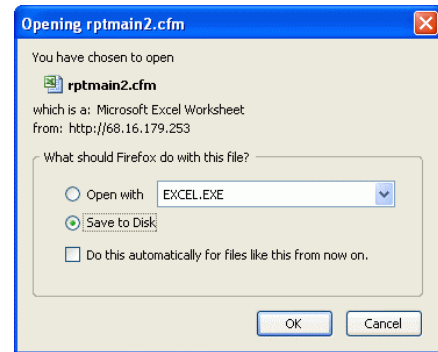 Opening rptmain2.cfm
You have chosen to open
rptmain2.cfm
which is a: Microsoft Excel Worksheet
from: http://68.16.179.253
What should Firefox do with this file?
Open with EXCEL.EXE
Save to Disk
Do this automatically for files like this from now on.
OK Cancel